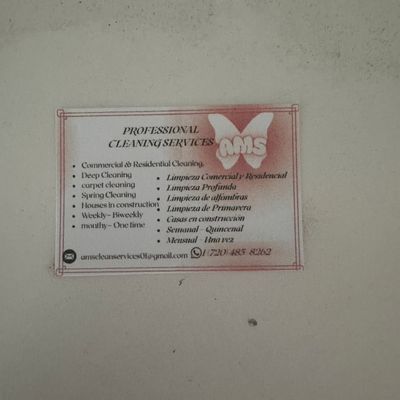 PROFESSIONAL
CLEANING SERVICES
AMS
Commercial & Residential Cleaning.
Deep Cleaning
carpet cleaning
Spring Cleaning
Houses in construction
Weekly- Biweekly
monthy- One time
Limpieza Comercial y Residencial
Limpieza Profunda
Limpieza de alfombras
Limpieza de Primavera
Casas en construcción
Semanal - Quincenal
Mensual - Una vez
amscleanservices01@gmail.com
1(720)485-8262